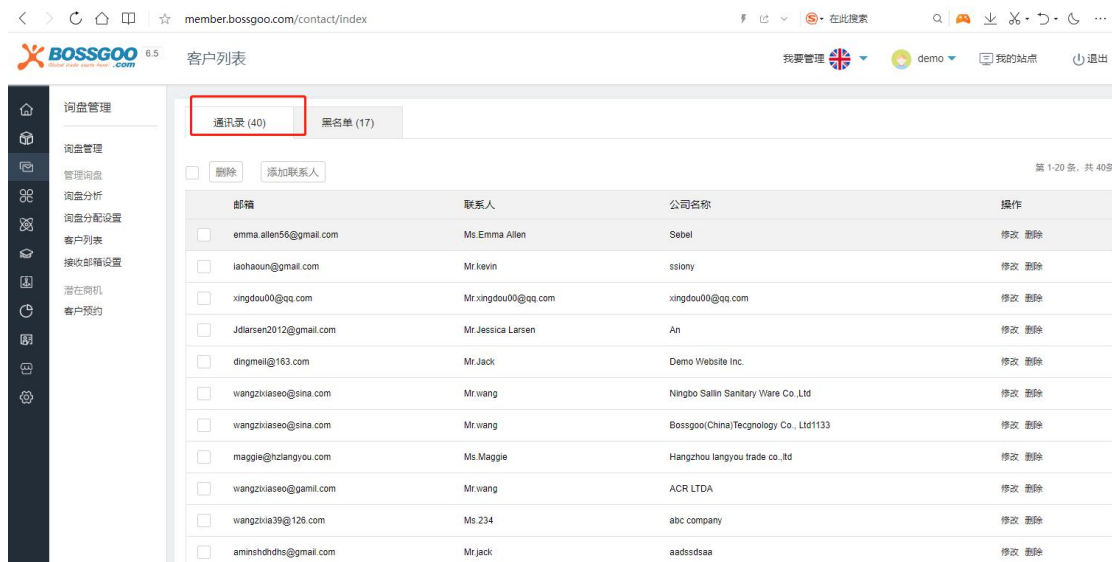 member.bossgoo.com/contact/index
在此搜索
BOSSGOO 6.5
.com
客户列表
我要管理
demo
我的站点
退出
询盘管理
询盘管理
管理询盘
询盘分析
询盘分配设置
客户列表
接收邮箱设置
潜在商机
客户预约
通讯录 (40) 黑名单 (17)
删除 添加联系人 第 1-20 条, 共 40条
邮箱 联系人 公司名称 操作
emma.allen56@gmail.com Ms.Emma Allen Sebel 修改 删除
iaohaoun@gmail.com Mr.kevin ssiony 修改 删除
xingdou00@qq.com Mr.xingdou00@qq.com xingdou00@qq.com 修改 删除
Jdlarsen2012@gmail.com Mr.Jessica Larsen An 修改 删除
dingmeil@163.com Mr.Jack Demo Website Inc. 修改 删除
wangzixiaseo@sina.com Mr.wang Ningbo Sallin Sanitary Ware Co.,Ltd 修改 删除
wangzixiaseo@sina.com Mr.wang Bossgoo(China)Tecgnology Co., Ltd1133 修改 删除
maggie@hzlangyou.com Ms.Maggie Hangzhou langyou trade co.,ltd 修改 删除
wangzixiaseo@gamil.com Mr.wang ACR LTDA 修改 删除
wangzixia39@126.com Ms.234 abc company 修改 删除
aminshdhdhs@gmail.com Mr.jack aadssdsaa 修改 删除